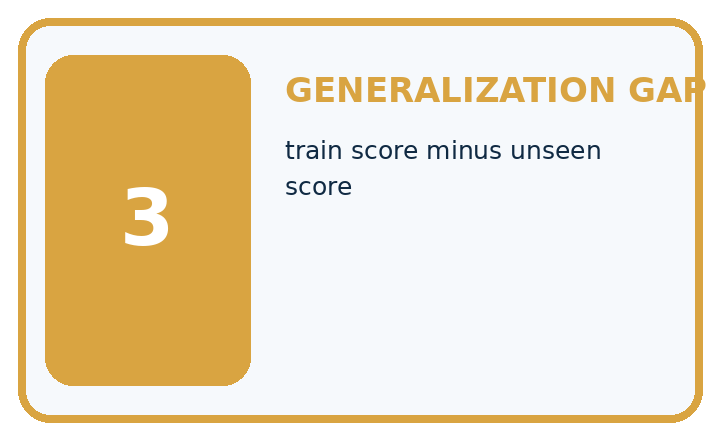 3
GENERALIZATION GAP
train score minus unseen
score